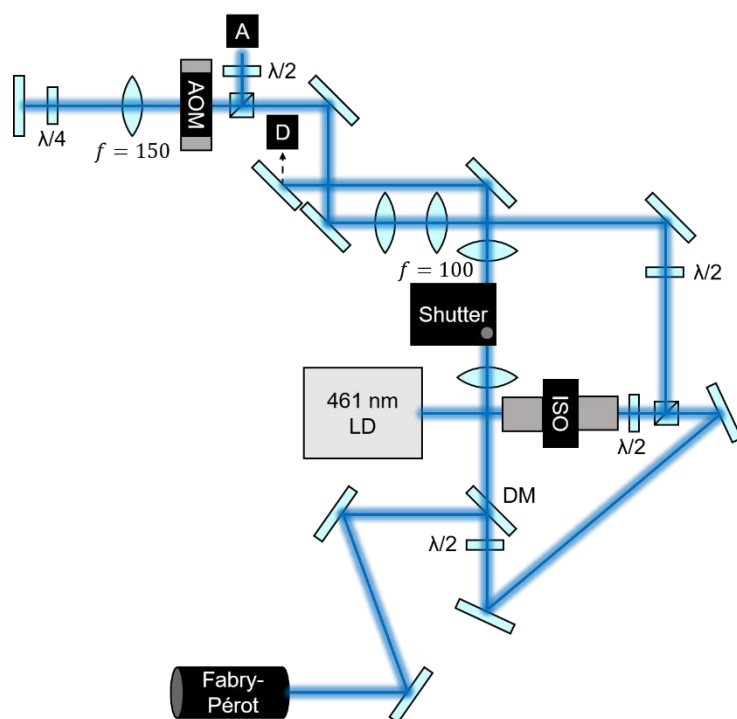 A
λ/2
AOM
λ/4
f = 150
D
f = 100
λ/2
Shutter
461 nm
LD
ISO
λ/2
DM
λ/2
Fabry-
Pérot